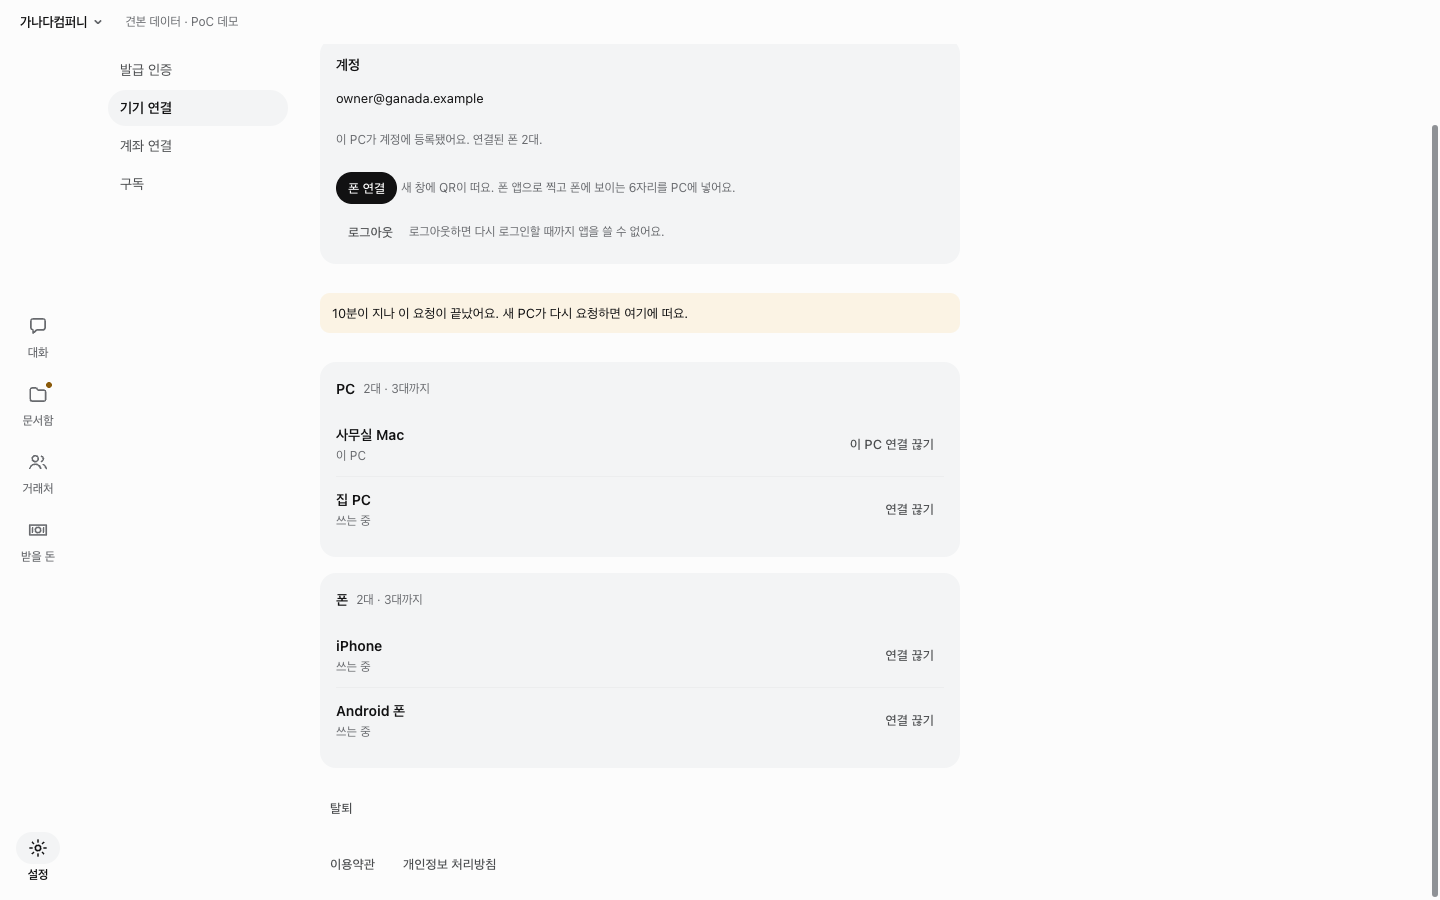 가나다컴퍼니
견본 데이터 · PoC 데모
발급 인증
기기 연결
계좌 연결
구독
대화
문서함
거래처
받을 돈
설정
계정
owner@ganada.example
이 PC가 계정에 등록됐어요. 연결된 폰 2대.
폰 연결 새 창에 QR이 떠요. 폰 앱으로 찍고 폰에 보이는 6자리를 PC에 넣어요.
로그아웃 로그아웃하면 다시 로그인할 때까지 앱을 쓸 수 없어요.
10분이 지나 이 요청이 끝났어요. 새 PC가 다시 요청하면 여기에 떠요.
PC 2대 · 3대까지
사무실 Mac
이 PC
이 PC 연결 끊기
집 PC
쓰는 중
연결 끊기
폰 2대 · 3대까지
iPhone
쓰는 중
연결 끊기
Android 폰
쓰는 중
연결 끊기
탈퇴
이용약관 개인정보 처리방침